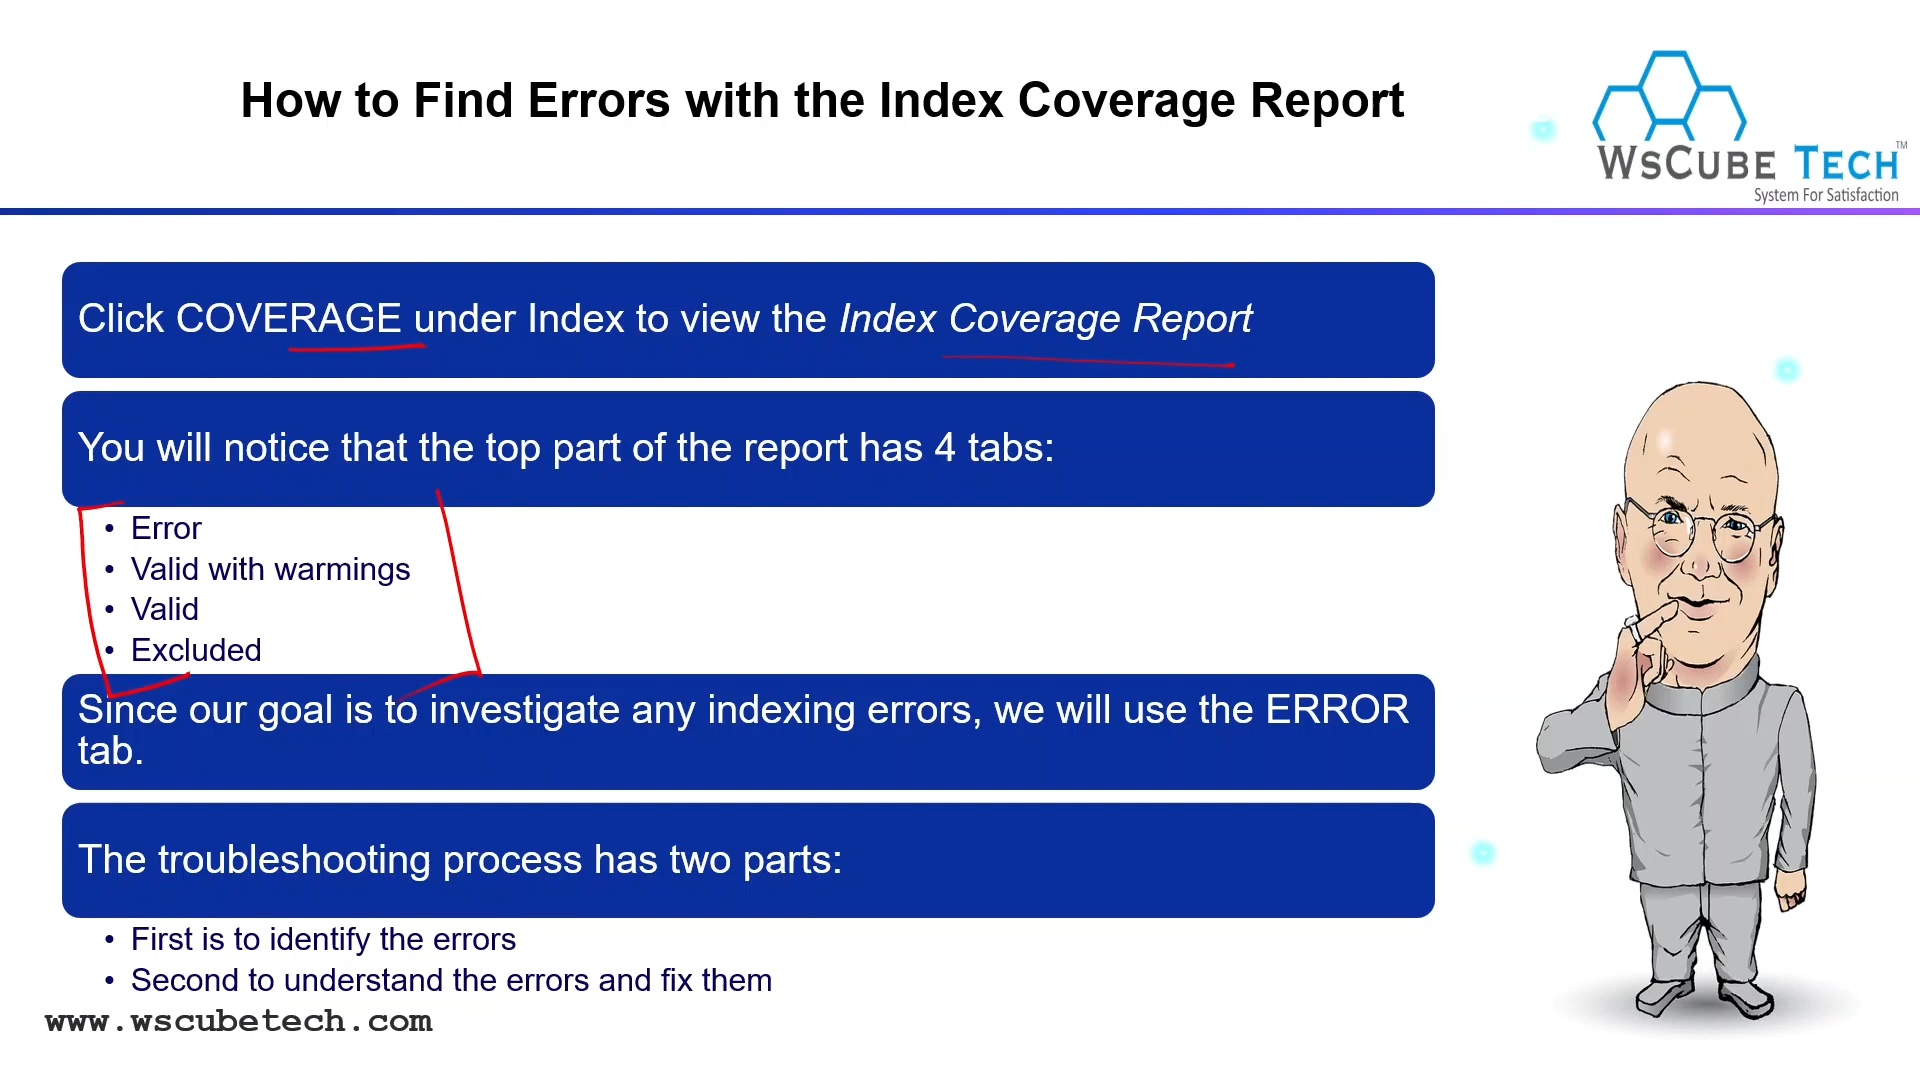 How to Find Errors with the Index Coverage Report
WSCUBE TECH™
System For Satisfaction
Click COVERAGE under Index to view the Index Coverage Report
You will notice that the top part of the report has 4 tabs:
• Error
• Valid with warmings
• Valid
• Excluded
Since our goal is to investigate any indexing errors, we will use the ERROR
tab.
The troubleshooting process has two parts:
• First is to identify the errors
• Second to understand the errors and fix them
www.wscubetech.com